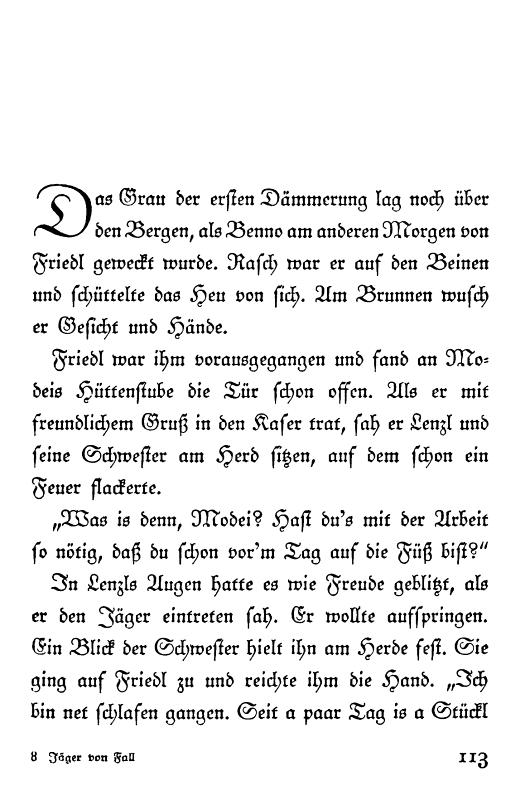 Das Grau der ersten Dämmerung lag noch über
den Bergen, als Benno am anderen Morgen von
Friedl geweckt wurde. Rasch war er auf den Beinen
und schüttelte das Heu von sich. Am Brunnen wusch
er Gesicht und Hände.
Friedl war ihm vorausgegangen und fand an Mo-
deis Hüttenstube die Tür schon offen. Als er mit
freundlichem Gruß in den Kaser trat, sah er Lenzl und
seine Schwester am Herd sitzen, auf dem schon ein
Feuer flackerte.
„Was is denn, Modei? Hast du's mit der Arbeit
so nötig, daß du schon vor'm Tag auf die Füß bist?“
In Lenzls Augen hatte es wie Freude geblitzt, als
er den Jäger eintreten sah. Er wollte aufspringen.
Ein Blick der Schwester hielt ihn am Herde fest. Sie
ging auf Friedl zu und reichte ihm die Hand. „Ich
bin net schlafen gangen. Seit a paar Tag is a Stückl
8 Jäger von Fall 113